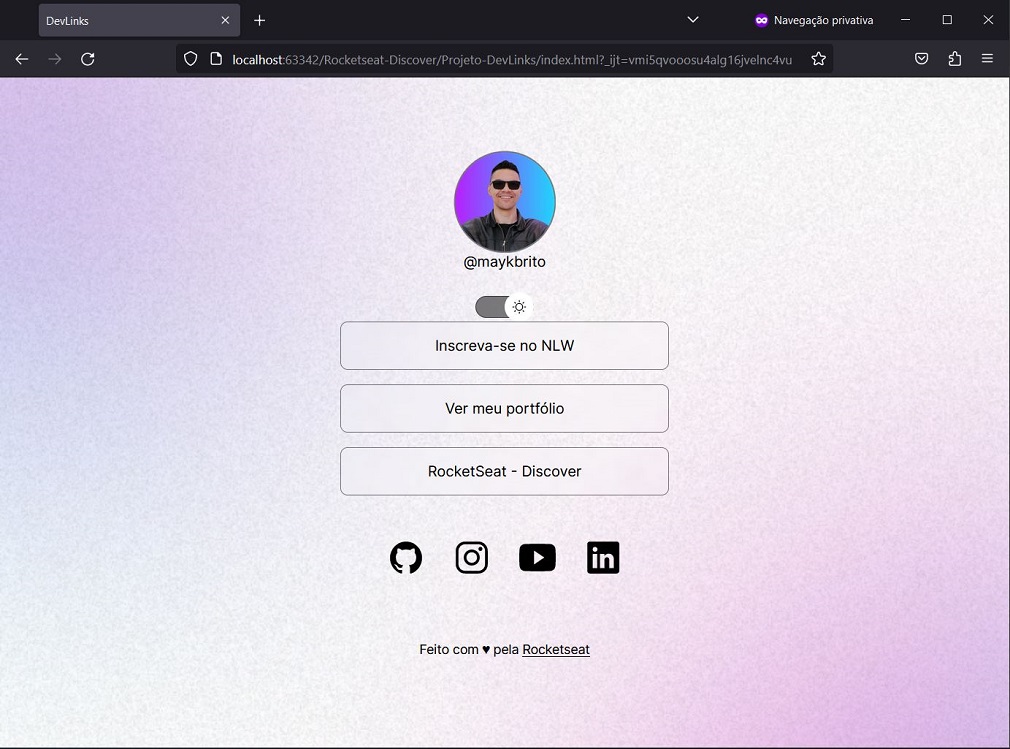 DevLinks
Navegação privativa
localhost:63342/Rocketseat-Discover/Projeto-DevLinks/index.html?_ijt=vmi5qvooosu4alg16jvelnc4vu
@maykbrito
Inscreva-se no NLW
Ver meu portfólio
RocketSeat - Discover
in
Feito com ♥ pela Rocketseat